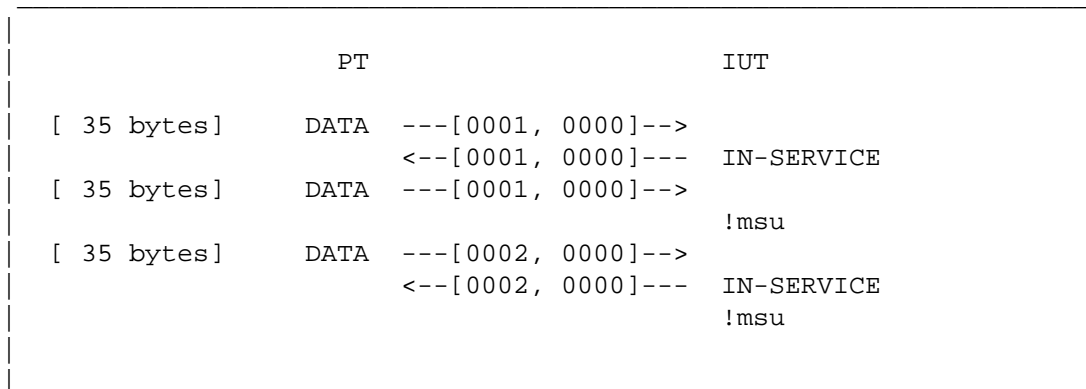 PT                      IUT
[ 35 bytes]     DATA  ---[0001, 0000]-->
<--[0001, 0000]---  IN-SERVICE
[ 35 bytes]     DATA  ---[0001, 0000]-->
!msu
[ 35 bytes]     DATA  ---[0002, 0000]-->
<--[0002, 0000]---  IN-SERVICE
!msu